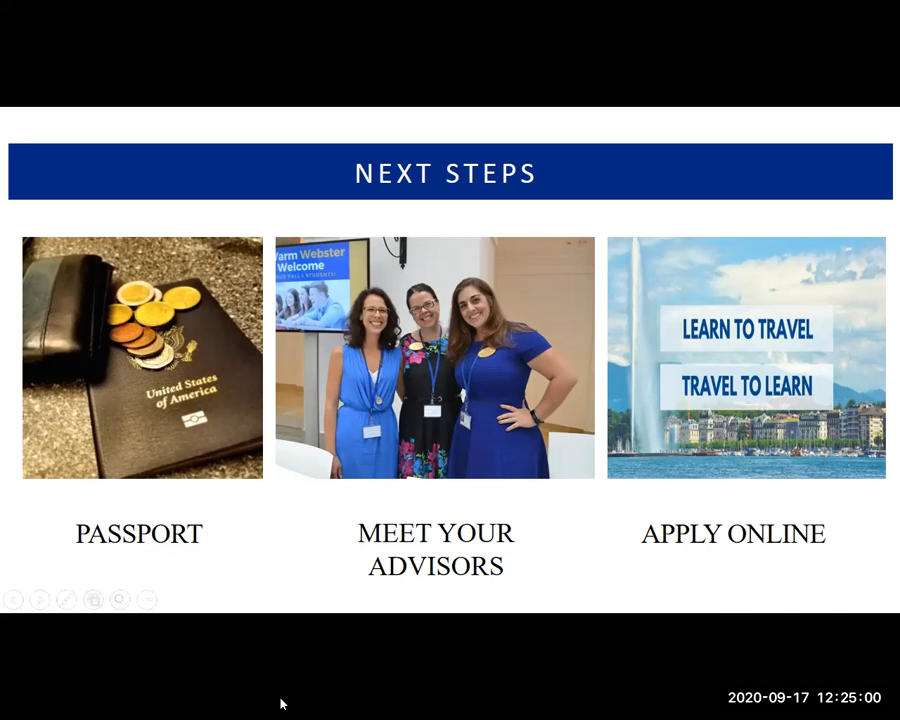 NEXT STEPS
United States
of America
Warm Webster
Welcome
LEARN TO TRAVEL
TRAVEL TO LEARN
PASSPORT
MEET YOUR
ADVISORS
APPLY ONLINE
2020-09-17 12:25:00